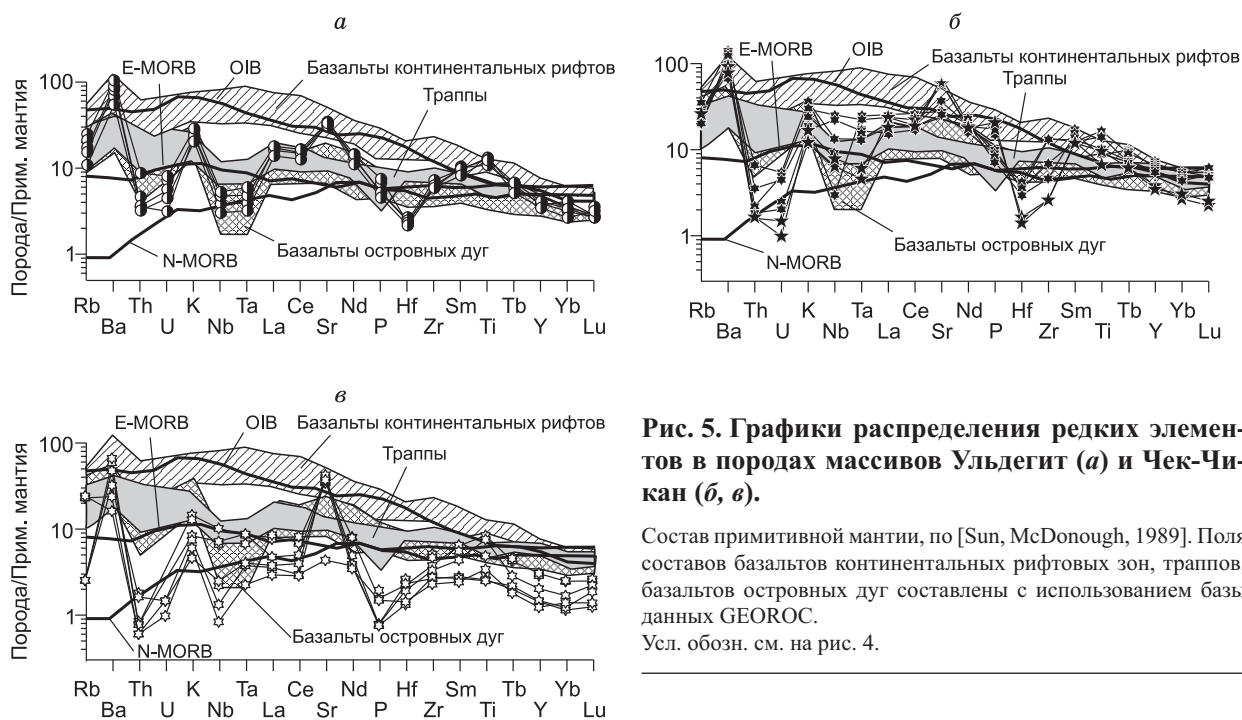 а
Порода/Прим. мантия
100
10
1
E-MORB
OIB
Базальты континентальных рифтов
Траппы
Базальты островных дуг
N-MORB
Rb Th K Ta Ce Nd Hf Sm Tb Yb
Ba U Nb La Sr P Zr Ti Y Lu
б
100
10
1
E-MORB
OIB
Базальты континентальных рифтов
Траппы
Базальты островных дуг
N-MORB
Rb Th K Ta Ce Nd Hf Sm Tb Yb
Ba U Nb La Sr P Zr Ti Y Lu
в
Порода/Прим. мантия
100
10
1
E-MORB
OIB
Базальты континентальных рифтов
Траппы
Базальты островных дуг
N-MORB
Rb Th K Ta Ce Nd Hf Sm Tb Yb
Ba U Nb La Sr P Zr Ti Y Lu
Рис. 5. Графики распределения редких элемен-
тов в породах массивов Ульдегит (а) и Чек-Чи-
кан (б, в).
Состав примитивной мантии, по [Sun, McDonough, 1989]. Поля
составов базальтов континентальных рифтовых зон, траппов,
базальтов островных дуг составлены с использованием базы
данных GEOROC.
Усл. обозн. см. на рис. 4.